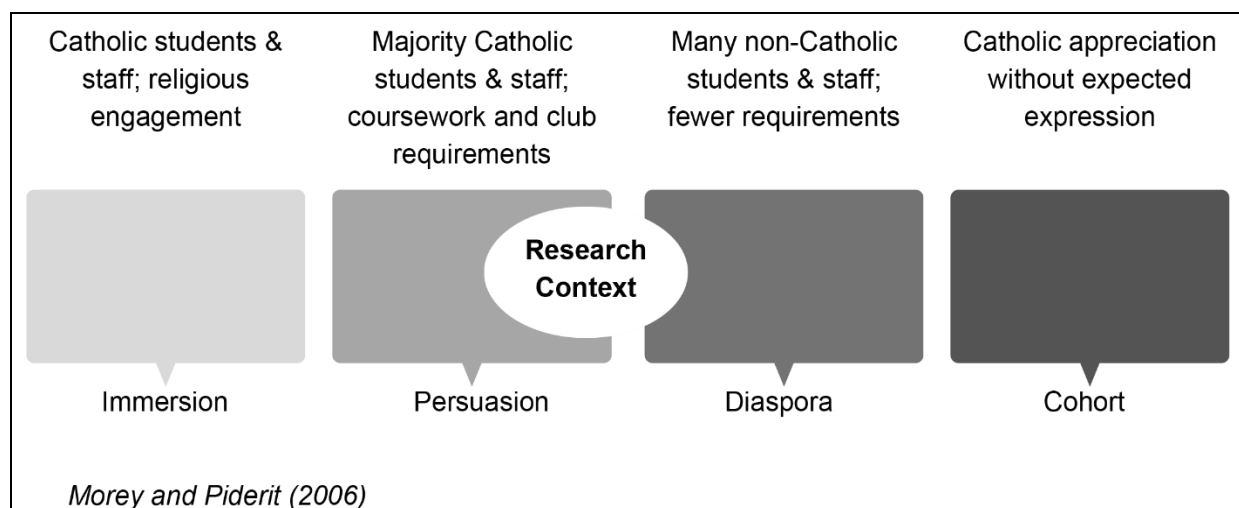 Catholic students &
staff; religious
engagement
Majority Catholic
students & staff;
coursework and club
requirements
Many non-Catholic
students & staff;
fewer requirements
Catholic appreciation
without expected
expression
Research
Context
Immersion
Persuasion
Diaspora
Cohort
Morey and Piderit (2006)